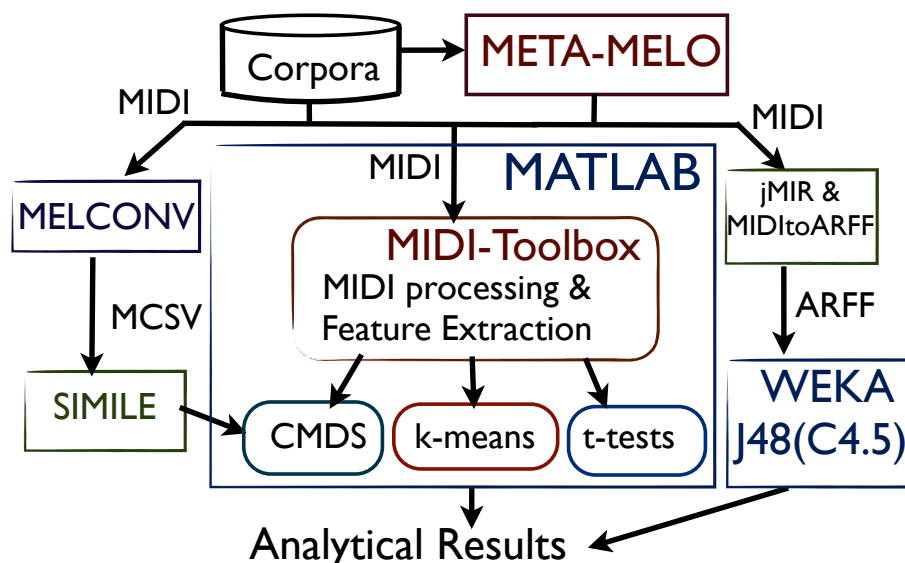 Corpora
META-MELO
MIDI
MIDI
MIDI
MATLAB
MELCONV
jMIR &
MIDItoARFF
MIDI-Toolbox
MIDI processing &
Feature Extraction
MCSV
ARFF
SIMILE
CMDS
k-means
t-tests
WEKA
J48(C4.5)
Analytical Results